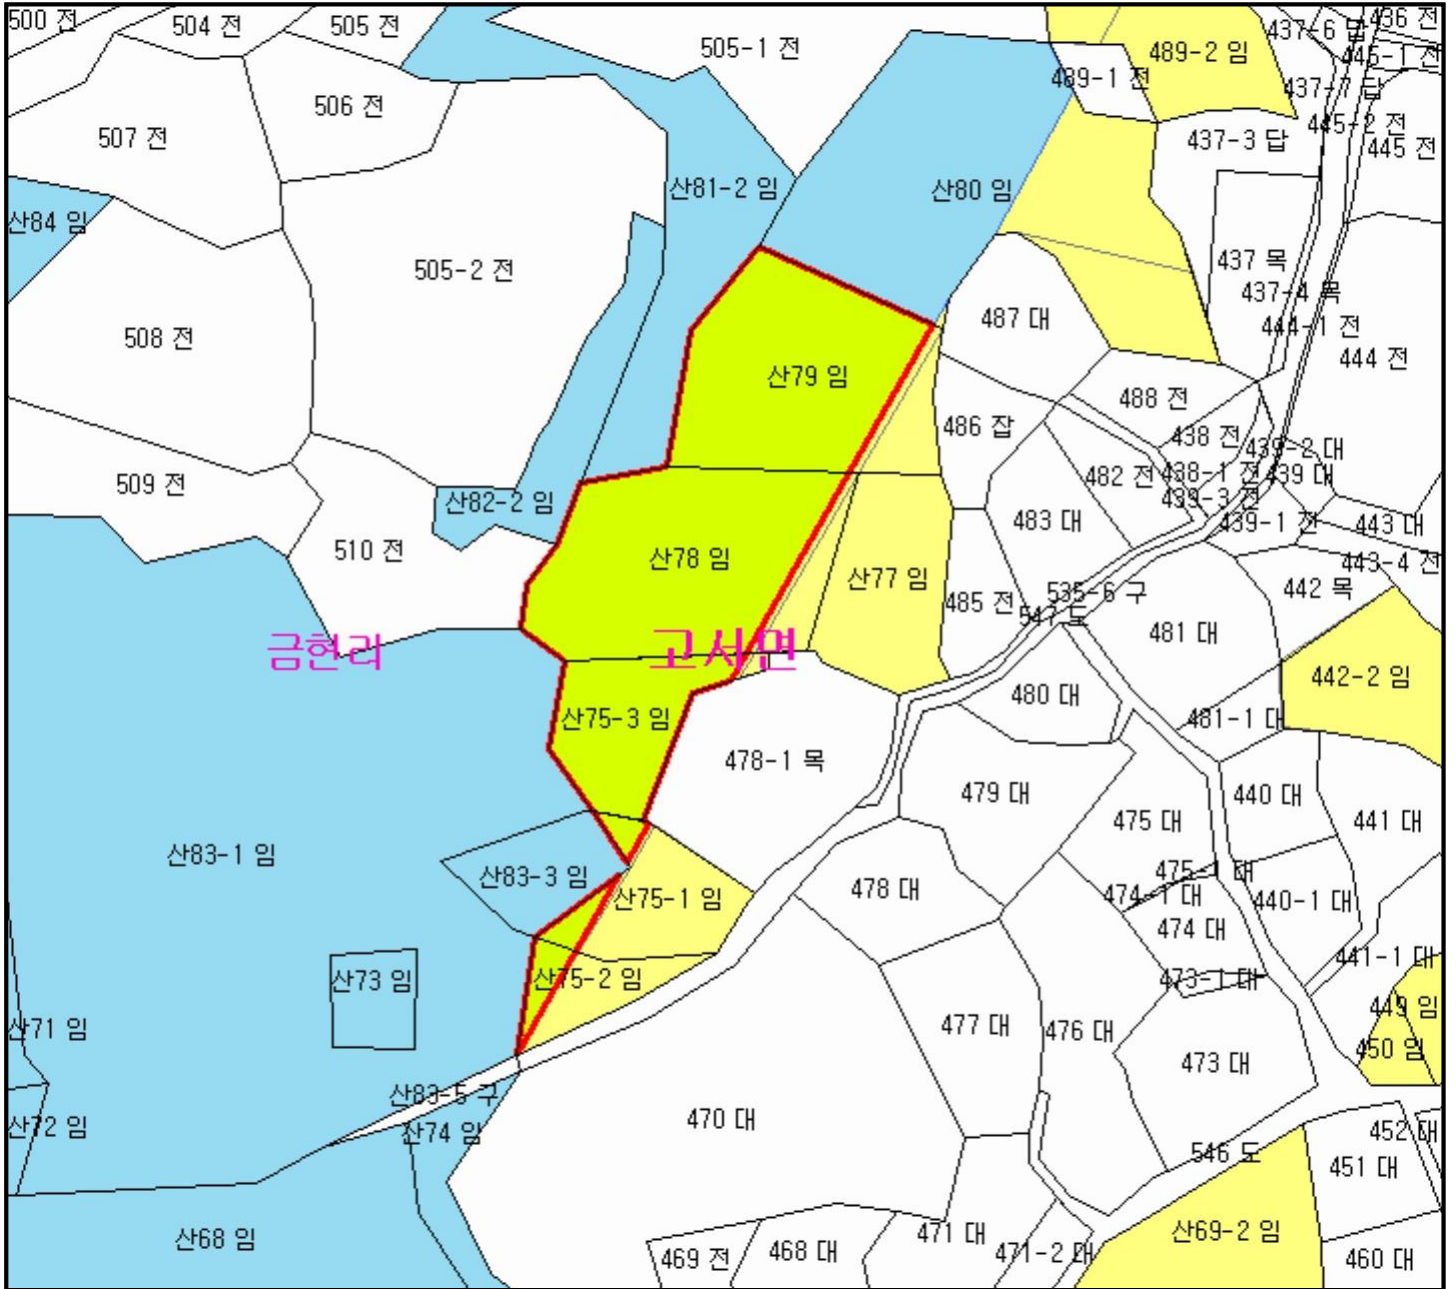 500 전
504 전
505 전
505-1 전
489-2 임
437-6 답
436 전
445-1 전
489-1 전
437-7 답
445-2 전
506 전
507 전
437-3 답
445 전
산81-2 임
산80 임
산84 임
505-2 전
437 목
437-4 목
444-1 전
487 대
508 전
444 전
산79 임
488 전
486 잡
438 전
439-2 대
482 전
438-1 전
439 대
509 전
산82-2 임
439-3 전
483 대
439-1 전
443 대
510 전
산78 임
산77 임
443-4 전
485 전
535-6 구
442 목
547 도
481 대
금현리
고사면
442-2 임
480 대
산75-3 임
481-1 대
478-1 목
479 대
440 대
475 대
441 대
산83-1 임
475-1 대
산83-3 임
산75-1 임
478 대
474-1 대
440-1 대
474 대
441-1 대
산73 임
산75-2 임
473-1 대
449 임
산71 임
477 대
476 대
450 임
473 대
산83-5 구
470 대
산72 임
산74 임
452 대
546 도
451 대
산68 임
471 대
산69-2 임
469 전
468 대
471-2 대
460 대